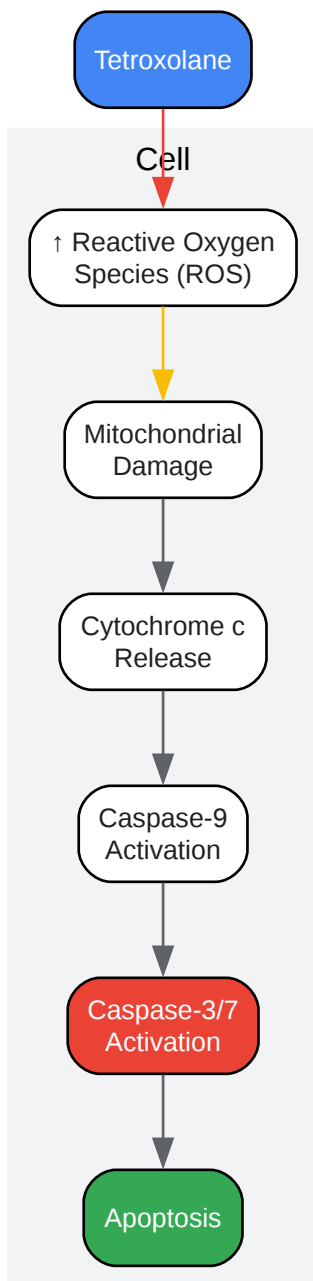 Tetroxolane
Cell
↑ Reactive Oxygen
Species (ROS)
Mitochondrial
Damage
Cytochrome c
Release
Caspase-9
Activation
Caspase-3/7
Activation
Apoptosis